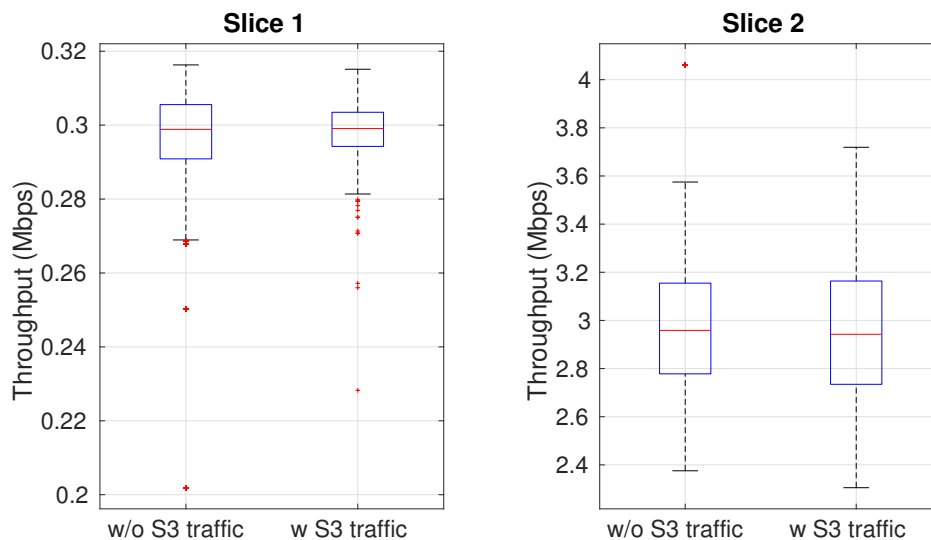 Slice 1
Throughput (Mbps)
0.32
0.3
0.28
0.26
0.24
0.22
0.2
w/o S3 traffic
w S3 traffic
Slice 2
Throughput (Mbps)
4
3.8
3.6
3.4
3.2
3
2.8
2.6
2.4
w/o S3 traffic
w S3 traffic